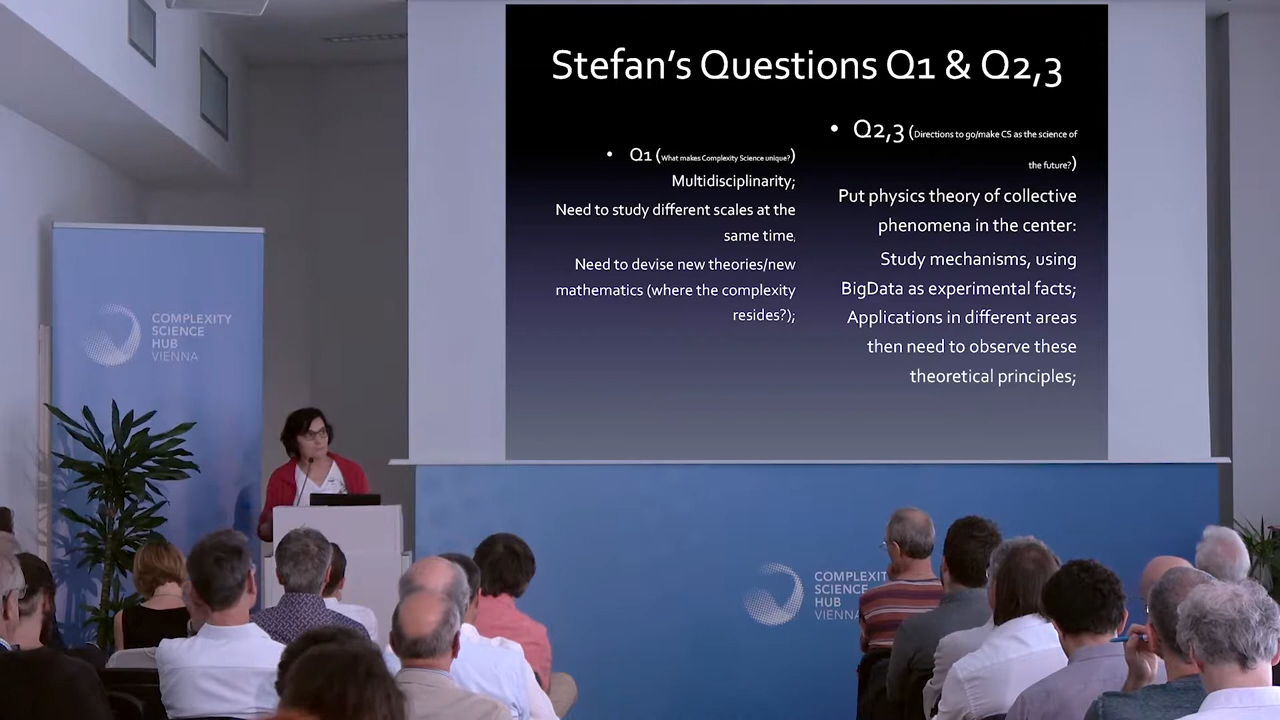 Stefan's Questions Q1 & Q2,3
• Q1 (What makes Complexity Science unique?)
Multidisciplinarity;
Need to study different scales at the
same time,
Need to devise new theories/new
mathematics (where the complexity
resides?);
• Q2,3 (Directions to go/make CS as the science of
the future?)
Put physics theory of collective
phenomena in the center:
Study mechanisms, using
BigData as experimental facts;
Applications in different areas
then need to observe these
theoretical principles;
COMPLEXITY
SCIENCE
HUB
VIENNA
COMPLEXIT
SCIENCE
HUB
VIENNA